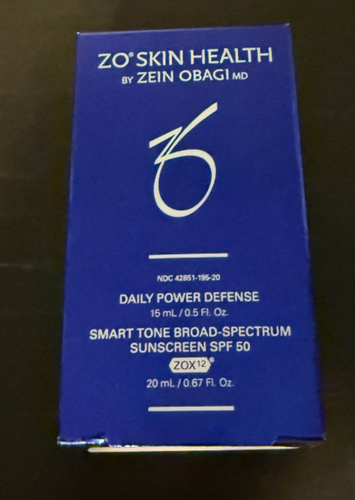 ZO® SKIN HEALTH
BY ZEIN OBAGI MD
NDC 42851-195-20
DAILY POWER DEFENSE
15 mL / 0.5 Fl. Oz.
SMART TONE BROAD-SPECTRUM
SUNSCREEN SPF 50
ZOX12®
20 mL / 0.67 Fl. Oz.